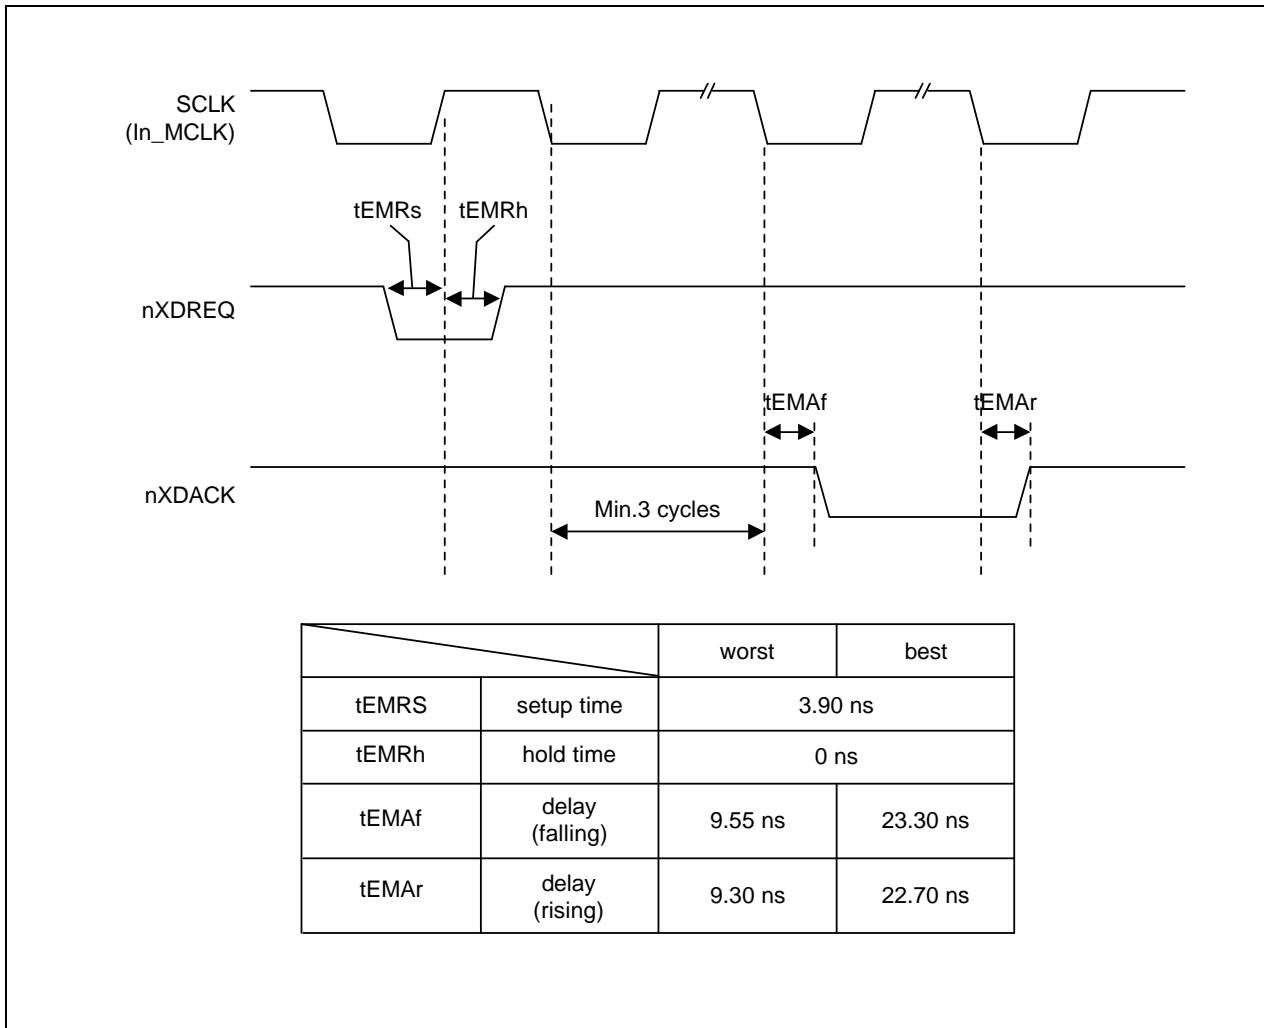 SCLK
(In_MCLK)
tEMRs tEMRh
nXDREQ
tEMAf tEMAr
nXDACK
Min.3 cycles
worst best
tEMRS setup time 3.90 ns
tEMRh hold time 0 ns
tEMAf delay (falling) 9.55 ns 23.30 ns
tEMAr delay (rising) 9.30 ns 22.70 ns